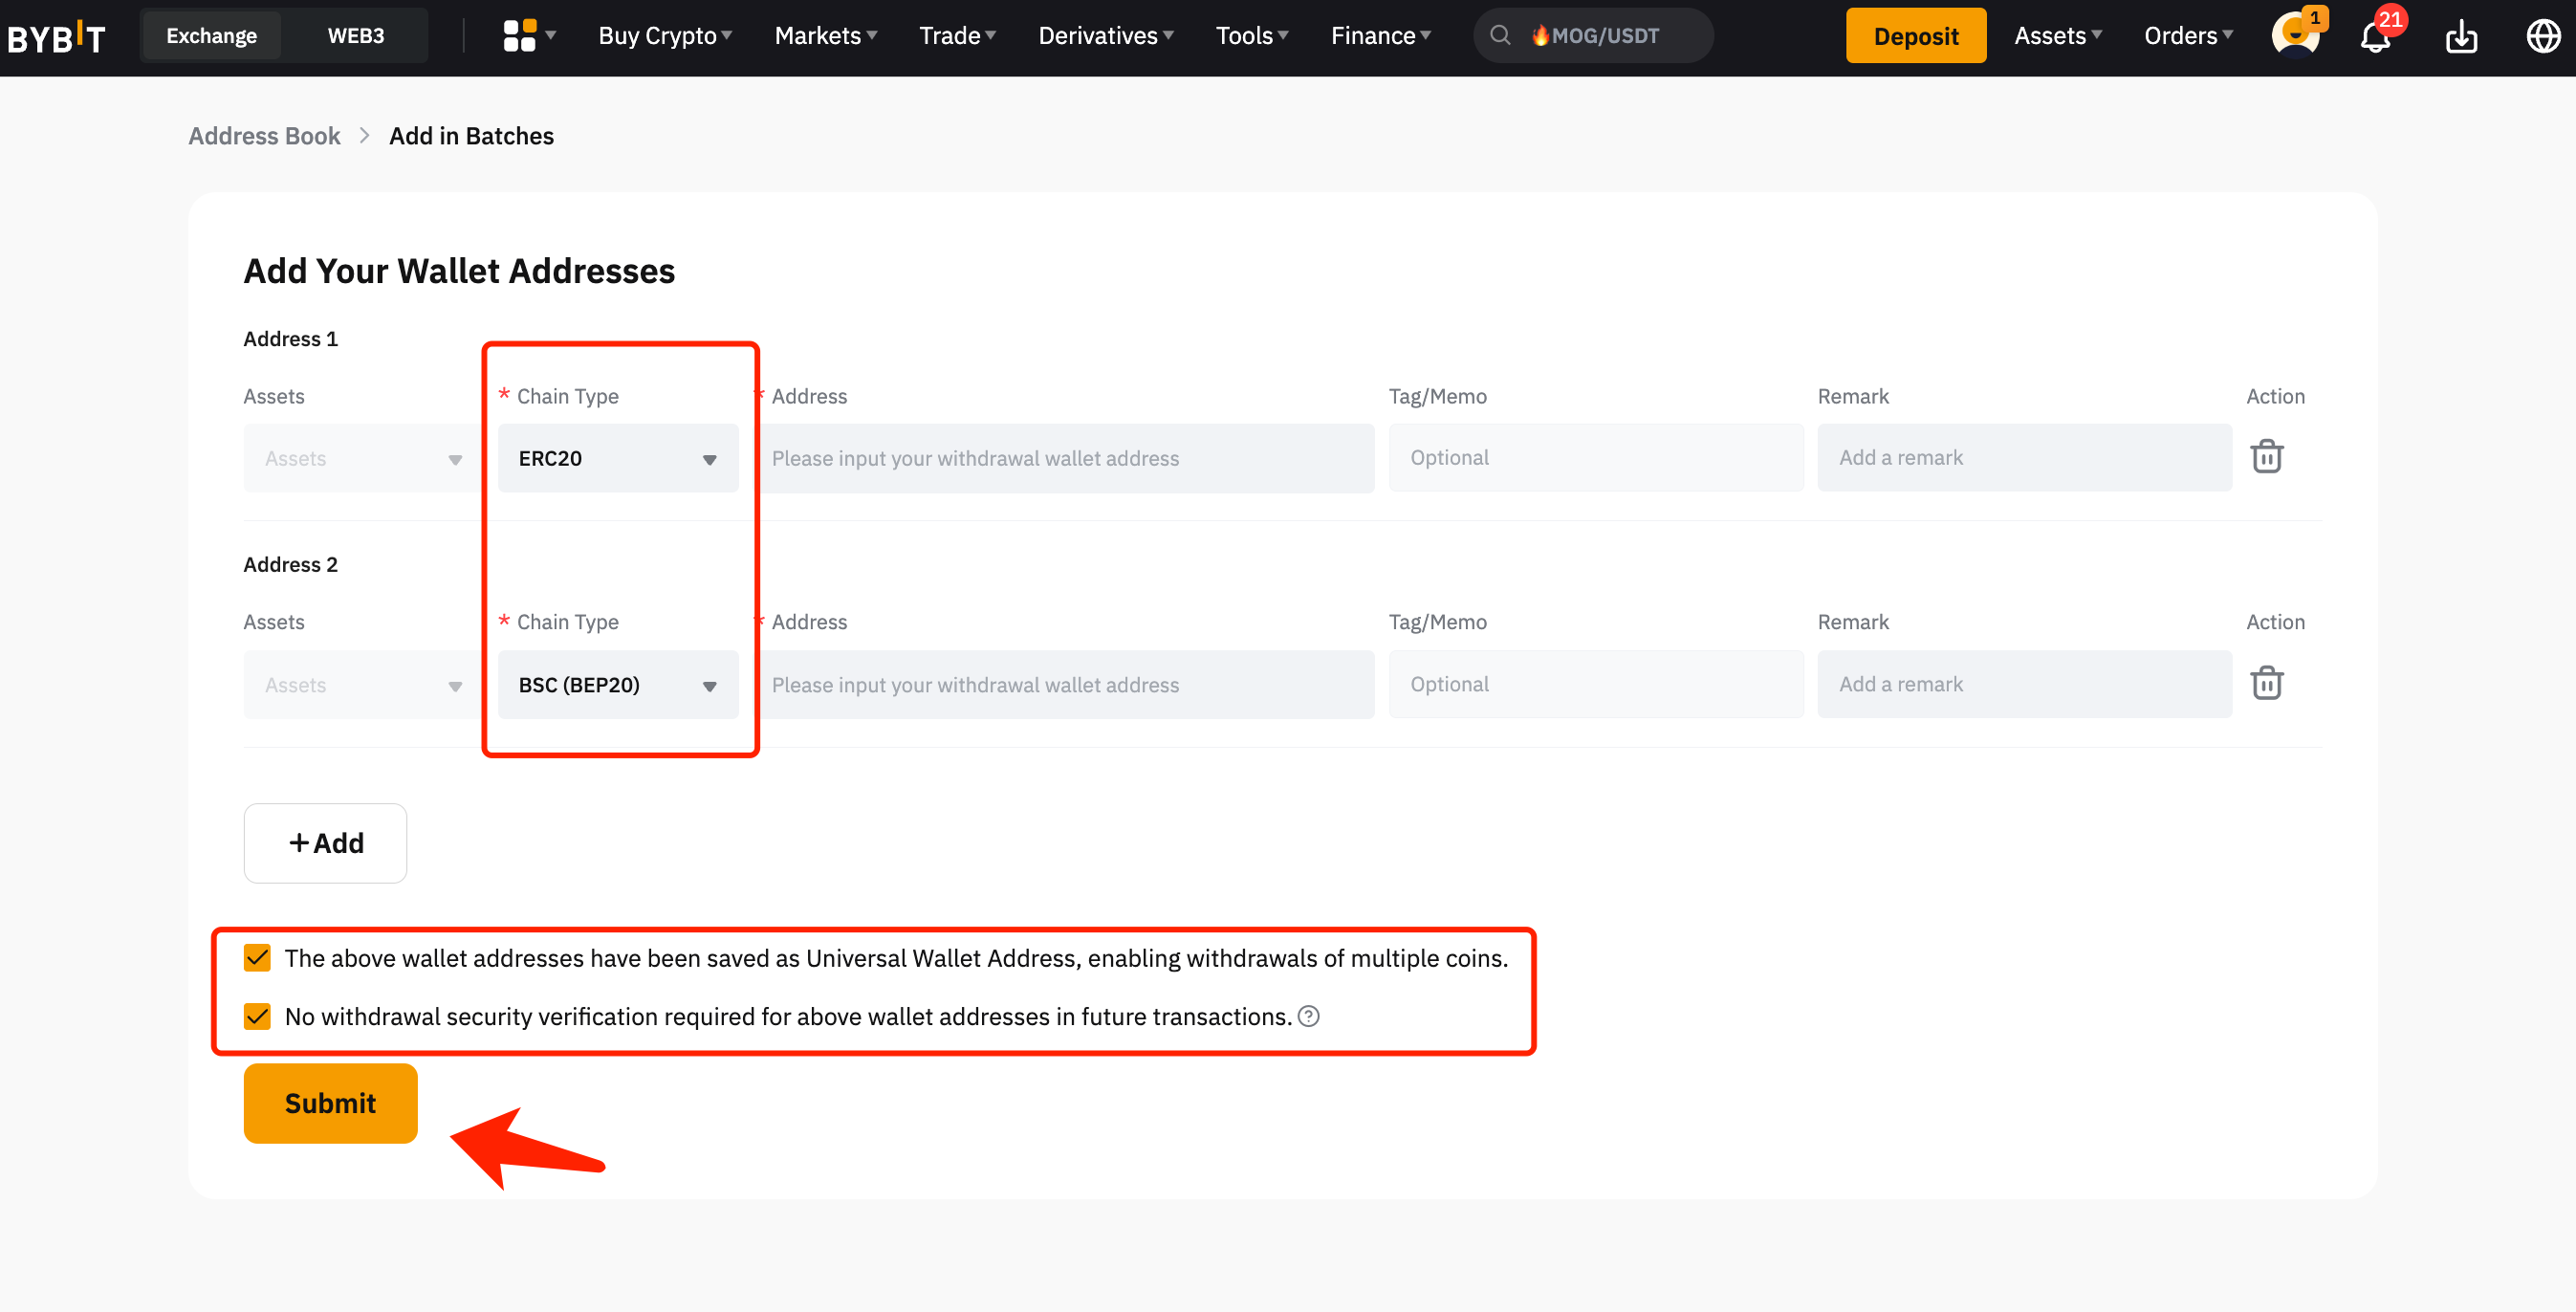 BYBIT Exchange WEB3 Buy Crypto Markets Trade Derivatives Tools Finance MOG/USDT Deposit Assets Orders 1 21
Address Book > Add in Batches
Add Your Wallet Addresses
Address 1
Assets * Chain Type * Address Tag/Memo Remark Action
Assets ERC20 Please input your withdrawal wallet address Optional Add a remark
Address 2
Assets * Chain Type * Address Tag/Memo Remark Action
Assets BSC (BEP20) Please input your withdrawal wallet address Optional Add a remark
+Add
The above wallet addresses have been saved as Universal Wallet Address, enabling withdrawals of multiple coins.
No withdrawal security verification required for above wallet addresses in future transactions. ?
Submit